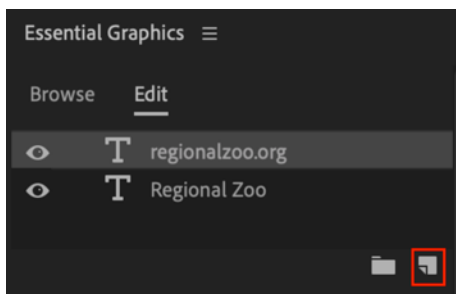 Essential Graphics
Browse Edit
T regionalzoo.org
T Regional Zoo